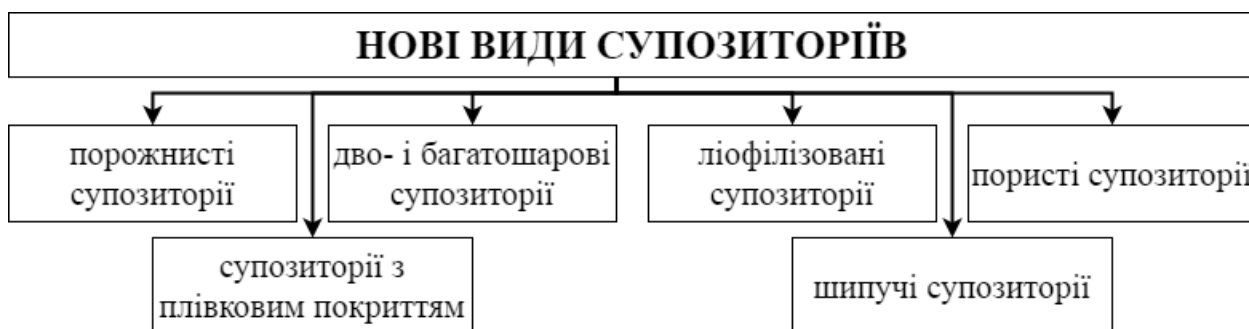 НОВІ ВИДИ СУПОЗИТОРІЇВ
порожнисті
супозиторії
дво- і багатошарові
супозиторії
ліофілізовані
супозиторії
пористі супозиторії
супозиторії з
плівковим покриттям
шипучі супозиторії